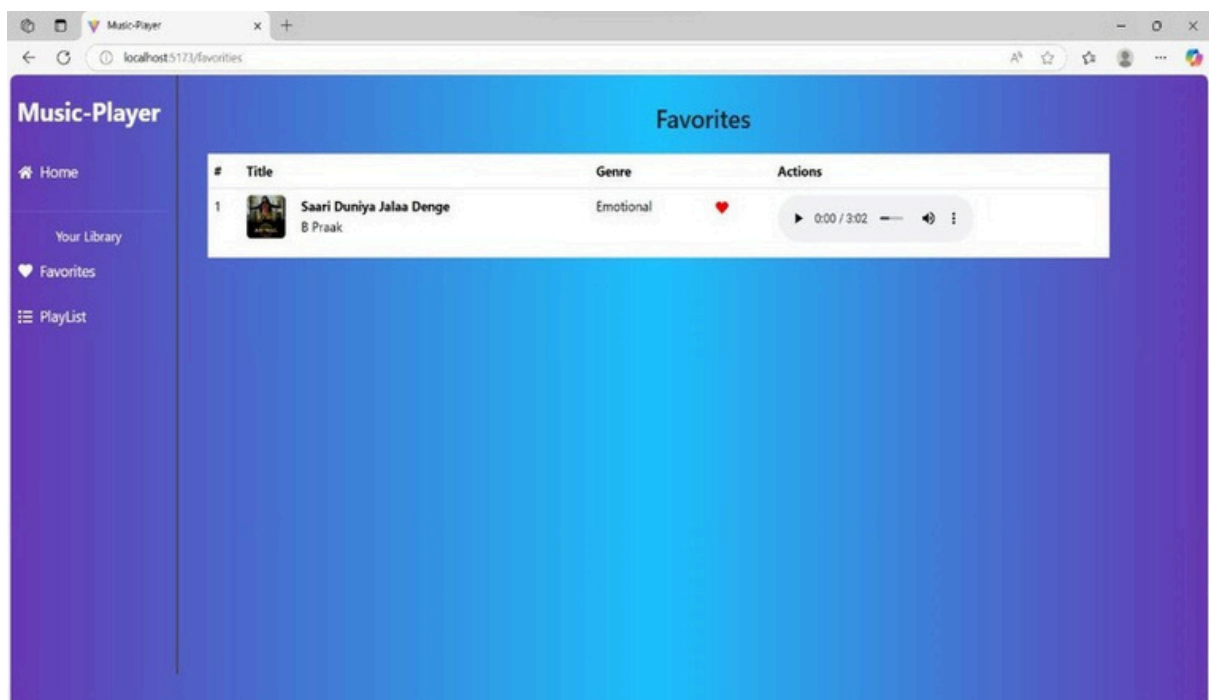 Music-Player
localhost:5173/favorities
Music-Player
Favorites
Home
# Title Genre Actions
1 Saari Duniya Jalaa Denge Emotional 0:00 / 3:02
B Praak
Your Library
Favorites
PlayList